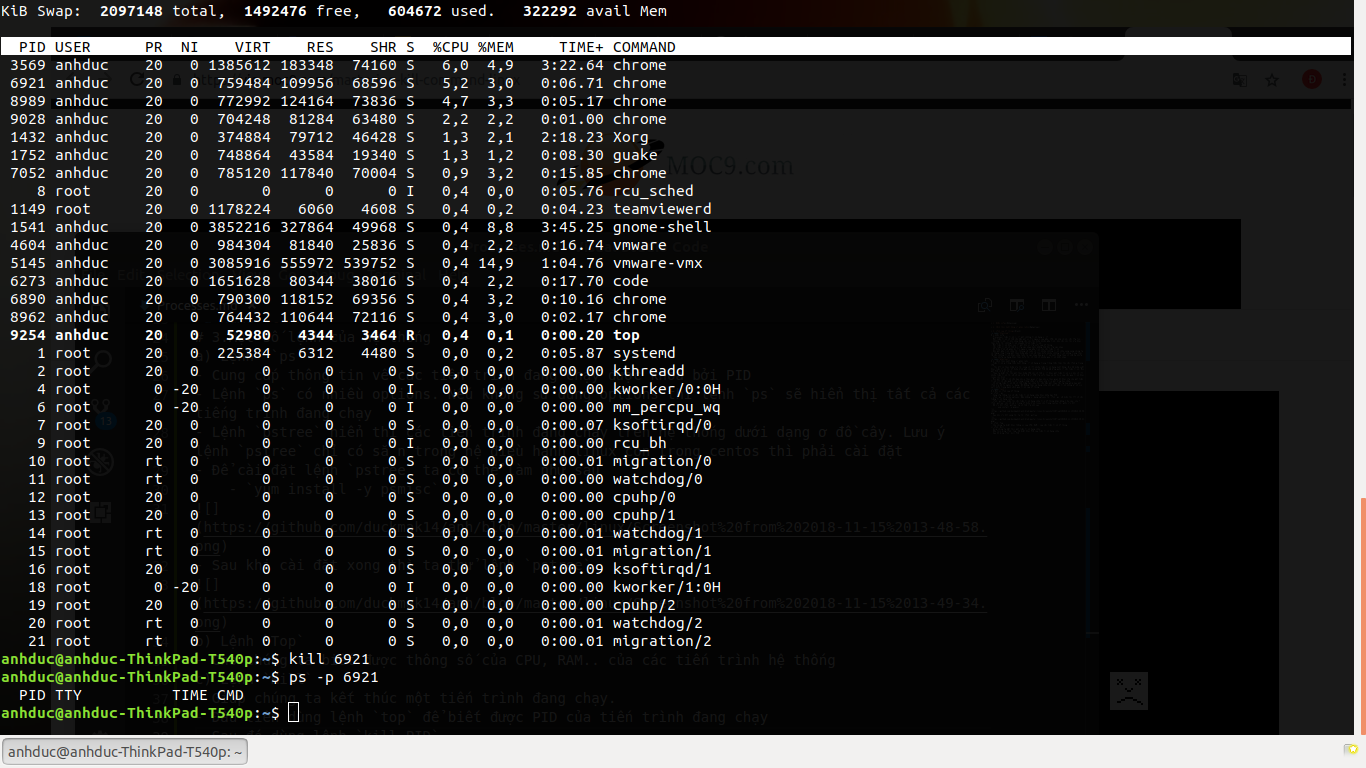 KiB Swap:  2097148 total,  1492476 free,   604672 used.   322292 avail Mem
  PID USER      PR  NI    VIRT    RES    SHR S  %CPU %MEM     TIME+ COMMAND
 3569 anhduc    20   0 1385612 183348  74160 S   6,0  4,9   3:22.64 chrome
 6921 anhduc    20   0  759484 109956  68596 S   5,2  3,0   0:06.71 chrome
 8989 anhduc    20   0  772992 124164  73836 S   4,7  3,3   0:05.17 chrome
 9028 anhduc    20   0  704248  81284  63480 S   2,2  2,2   0:01.00 chrome
 1432 anhduc    20   0  374884  79712  46428 S   1,3  2,1   2:18.23 Xorg
 1752 anhduc    20   0  748864  43584  19340 S   1,3  1,2   0:08.30 guake
MOC9.com
 7052 anhduc    20   0  785120 117840  70004 S   0,9  3,2   0:15.85 chrome
    8 root      20   0       0      0      0 I   0,4  0,0   0:05.76 rcu_sched
 1149 root      20   0 1178224   6060   4608 S   0,4  0,2   0:04.23 teamviewerd
 1541 anhduc    20   0 3852216 327864  49968 S   0,4  8,8   3:45.25 gnome-shell
 4604 anhduc    20   0  984304  81840  25836 S   0,4  2,2   0:16.74 vmware
 5145 anhduc    20   0 3085916 555972 539752 S   0,4 14,9   1:04.76 vmware-vmx
 6273 anhduc    20   0 1651628  80344  38016 S   0,4  2,2   0:17.70 code
 6890 anhduc    20   0  790300 118152  69356 S   0,4  3,2   0:10.16 chrome
 8962 anhduc    20   0  764432 110644  72116 S   0,4  3,0   0:02.17 chrome
 9254 anhduc    20   0   52980   4344   3464 R   0,4  0,1   0:00.20 top
    1 root      20   0  225384   6312   4480 S   0,0  0,2   0:05.87 systemd
    2 root      20   0       0      0      0 S   0,0  0,0   0:00.00 kthreadd
    4 root       0 -20       0      0      0 I   0,0  0,0   0:00.00 kworker/0:0H
    6 root       0 -20       0      0      0 I   0,0  0,0   0:00.00 mm_percpu_wq
    7 root      20   0       0      0      0 S   0,0  0,0   0:00.07 ksoftirqd/0
    9 root      20   0       0      0      0 I   0,0  0,0   0:00.00 rcu_bh
   10 root      rt   0       0      0      0 S   0,0  0,0   0:00.01 migration/0
   11 root      rt   0       0      0      0 S   0,0  0,0   0:00.00 watchdog/0
   12 root      20   0       0      0      0 S   0,0  0,0   0:00.00 cpuhp/0
   13 root      20   0       0      0      0 S   0,0  0,0   0:00.00 cpuhp/1
   14 root      rt   0       0      0      0 S   0,0  0,0   0:00.01 watchdog/1
   15 root      rt   0       0      0      0 S   0,0  0,0   0:00.01 migration/1
   16 root      20   0       0      0      0 S   0,0  0,0   0:00.09 ksoftirqd/1
   18 root       0 -20       0      0      0 I   0,0  0,0   0:00.00 kworker/1:0H
   19 root      20   0       0      0      0 S   0,0  0,0   0:00.00 cpuhp/2
   20 root      rt   0       0      0      0 S   0,0  0,0   0:00.01 watchdog/2
   21 root      rt   0       0      0      0 S   0,0  0,0   0:00.01 migration/2
anhduc@anhduc-ThinkPad-T540p:~$ kill 6921
anhduc@anhduc-ThinkPad-T540p:~$ ps -p 6921
  PID TTY          TIME CMD
anhduc@anhduc-ThinkPad-T540p:~$
anhduc@anhduc-ThinkPad-T540p: ~